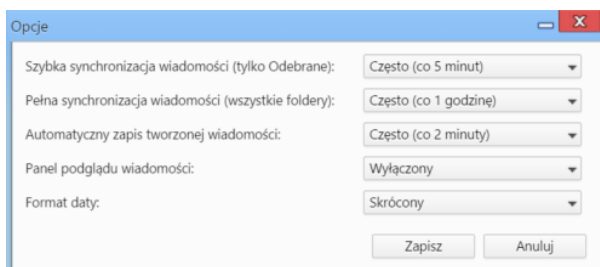 Opcje
Szybka synchronizacja wiadomości (tylko Odebrane): Często (co 5 minut)
Pełna synchronizacja wiadomości (wszystkie foldery): Często (co 1 godzinę)
Automatyczny zapis tworzonej wiadomości: Często (co 2 minuty)
Panel podglądu wiadomości: Wyłączony
Format daty: Skrócony
Zapisz Anuluj